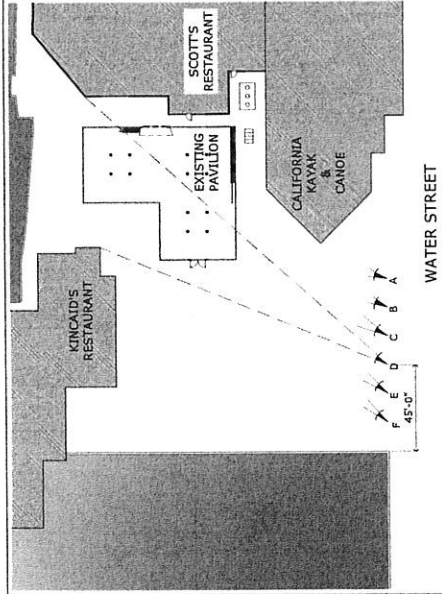 SCOTT'S
RESTAURANT
EXISTING
PAVILION
KINCAID'S
RESTAURANT
CALIFORNIA
KAYAK
&
CANOE
A
B
C
D
E
F
45'-0"
WATER STREET